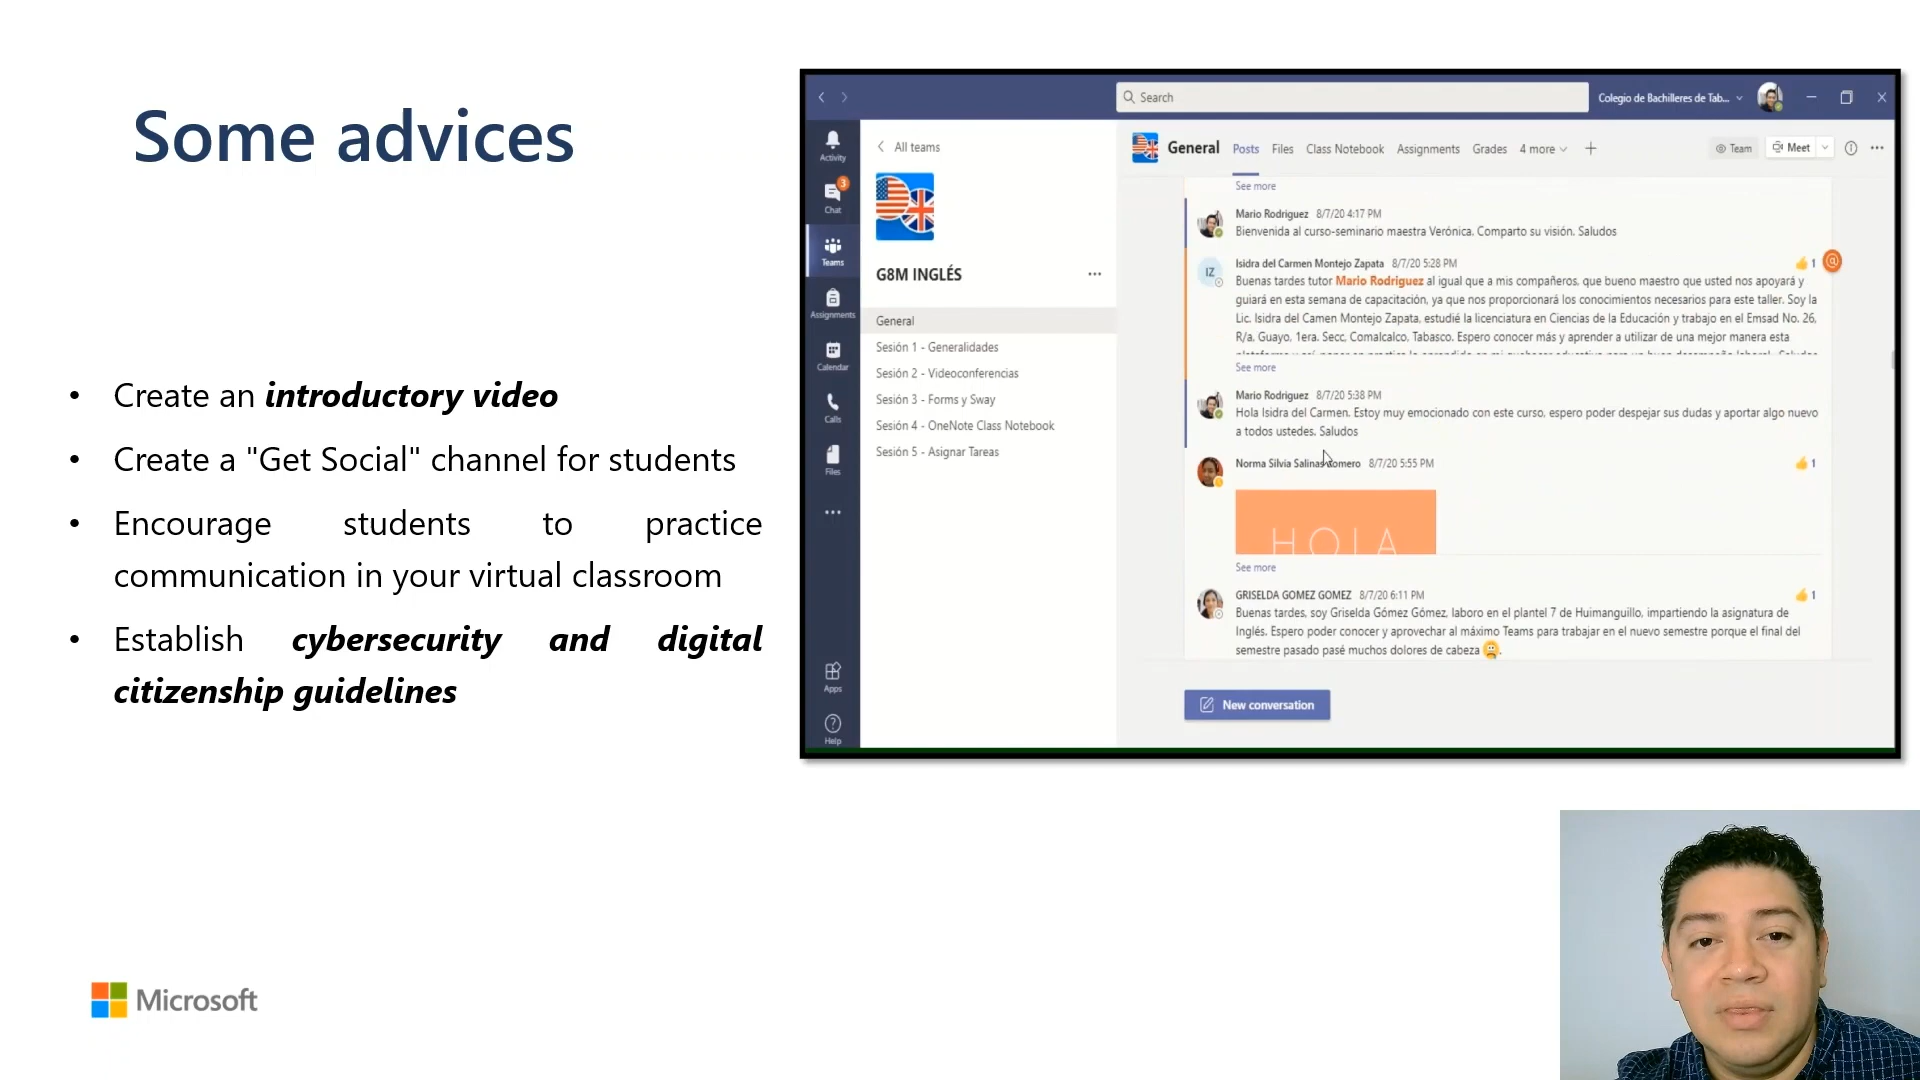 Some advices
• Create an introductory video
• Create a "Get Social" channel for students
• Encourage students to practice
communication in your virtual classroom
• Establish cybersecurity and digital
citizenship guidelines
Microsoft
Search
Colegio de Bachilleres de Tab...
Activity
3
Chat
Teams
Assignments
Calendar
Calls
Files
Apps
Help
All teams
G8M INGLÉS
General
Sesión 1 - Generalidades
Sesión 2 - Videoconferencias
Sesión 3 - Forms y Sway
Sesión 4 - OneNote Class Notebook
Sesión 5 - Asignar Tareas
General Posts Files Class Notebook Assignments Grades 4 more
Team
Meet
See more
Mario Rodriguez 8/7/20 4:17 PM
Bienvenida al curso-seminario maestra Verónica. Comparto su visión. Saludos
IZ
Isidra del Carmen Montejo Zapata 8/7/20 5:28 PM
1
Buenas tardes tutor Mario Rodriguez al igual que a mis compañeros, que bueno maestro que usted nos apoyará y
guiará en esta semana de capacitación, ya que nos proporcionará los conocimientos necesarios para este taller. Soy la
Lic. Isidra del Camen Montejo Zapata, estudié la licenciatura en Ciencias de la Educación y trabajo en el Emsad No. 26,
R/a, Guayo, 1era. Secc, Comalcalco, Tabasco. Espero conocer más y aprender a utilizar de una mejor manera esta
See more
Mario Rodriguez 8/7/20 5:38 PM
Hola Isidra del Carmen. Estoy muy emocionado con este curso, espero poder despejar sus dudas y aportar algo nuevo
a todos ustedes. Saludos
Norma Silvia Salinas Romero 8/7/20 5:55 PM
1
HOLA
See more
GRISELDA GOMEZ GOMEZ 8/7/20 6:11 PM
1
Buenas tardes, soy Griselda Gómez Gómez, laboro en el plantel 7 de Huimanguillo, impartiendo la asignatura de
Inglés. Espero poder conocer y aprovechar al máximo Teams para trabajar en el nuevo semestre porque el final del
semestre pasado pasé muchos dolores de cabeza 😟.
New conversation